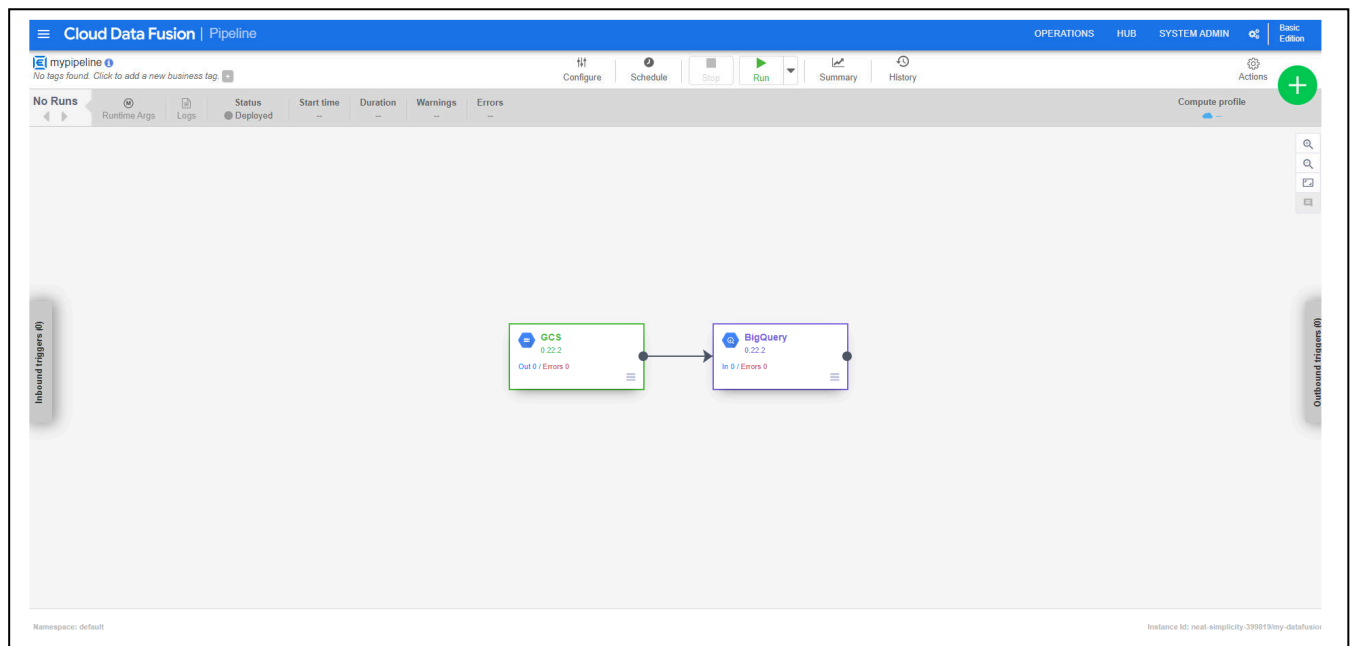 Cloud Data Fusion | Pipeline
OPERATIONS HUB SYSTEM ADMIN Basic Edition
mypipeline
No tags found. Click to add a new business tag.
Configure Schedule Stop Run Summary History Actions
No Runs
Runtime Args Logs
Status
Deployed
Start time
--
Duration
--
Warnings
--
Errors
--
Compute profile
--
Inbound triggers (0)
GCS
0.22.2
Out 0 / Errors 0
BigQuery
0.22.2
In 0 / Errors 0
Outbound triggers (0)
Namespace: default
Instance Id: neat-simplicity-399819/my-datafusion